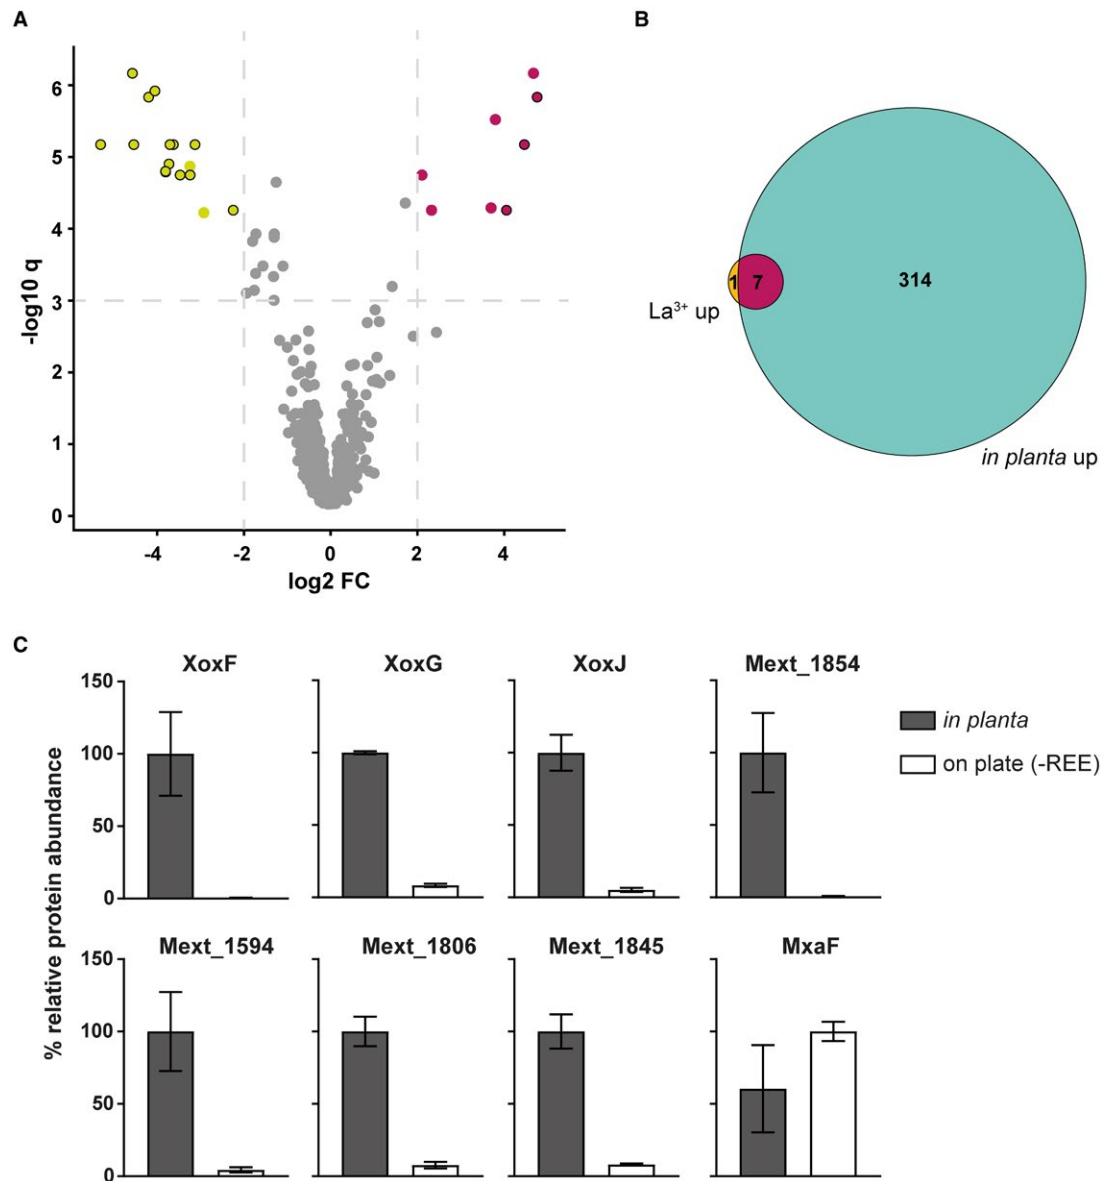 A
-log10 q
6
5
4
3
2
1
0
-4 -2 0 2 4
log2 FC
B
1 7 314
La³⁺ up
in planta up
C
% relative protein abundance
XoxF XoxG XoxJ Mext_1854
150
100
50
0
in planta
on plate (-REE)
Mext_1594 Mext_1806 Mext_1845 MxaF
150
100
50
0